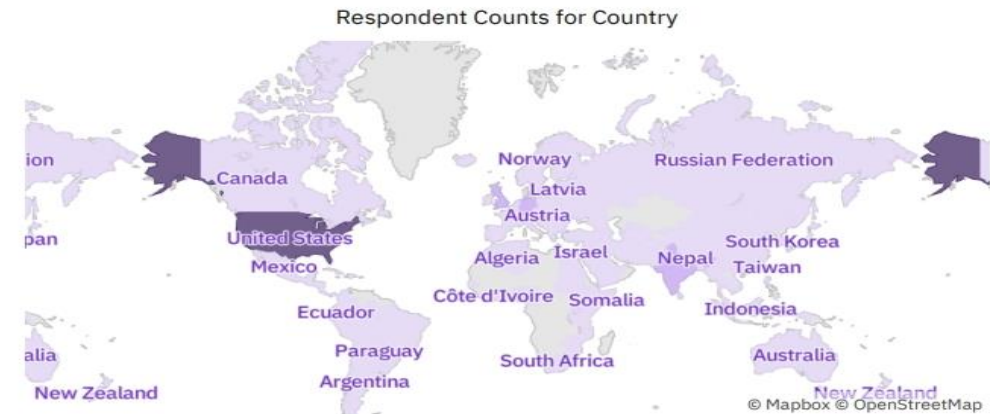 Respondent Counts for Country
ion
Canada
Norway
Russian Federation
Latvia
Austria
pan
United States
Mexico
Algeria
Israel
Nepal
South Korea
Taiwan
Côte d'Ivoire
Somalia
Ecuador
Indonesia
alia
Paraguay
South Africa
Australia
Argentina
New Zealand
New Zealand
© Mapbox © OpenStreetMap